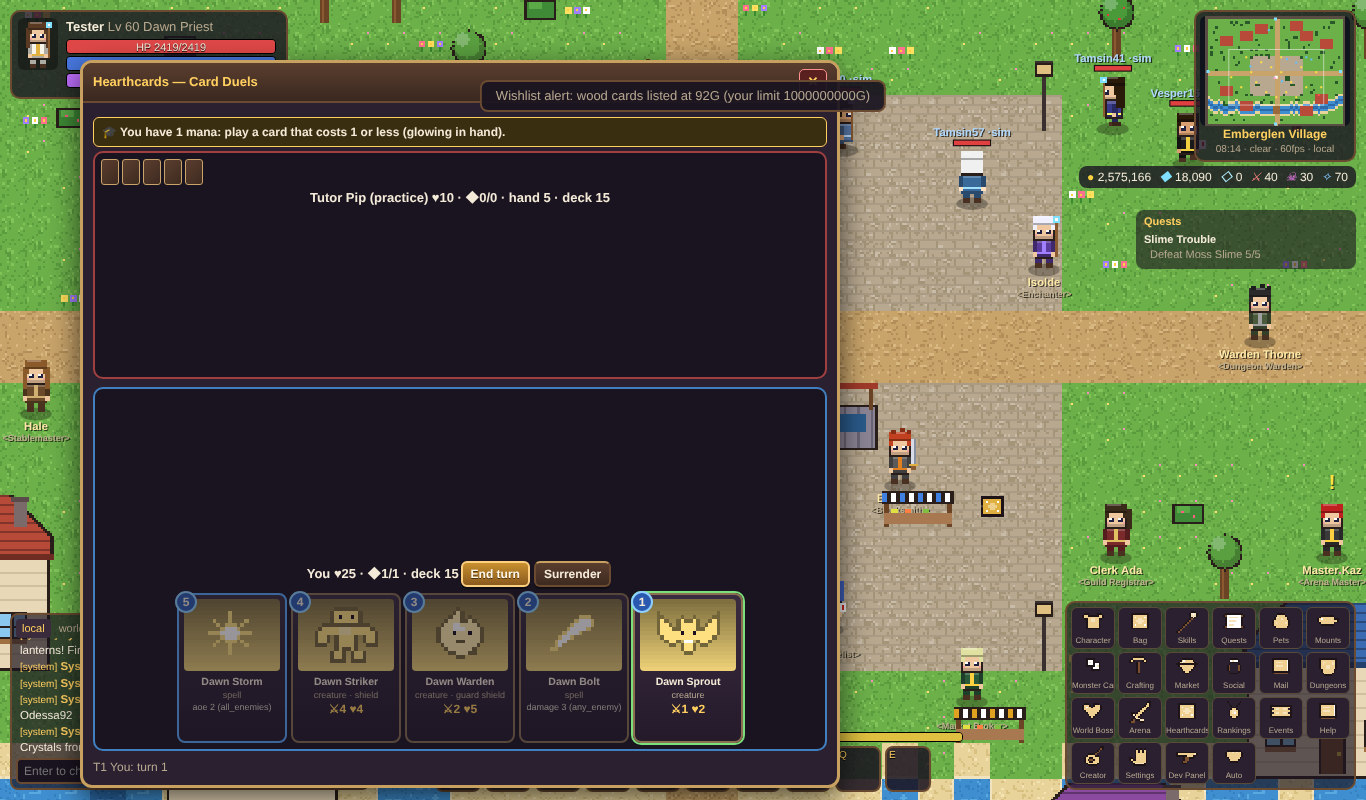 Tester Lv 60 Dawn Priest
HP 2419/2419
Hearthcards — Card Duels
Wishlist alert: wood cards listed at 92G (your limit 1000000000G)
You have 1 mana: play a card that costs 1 or less (glowing in hand).
Tutor Pip (practice) ♥10 · ◆0/0 · hand 5 · deck 15
You ♥25 · ◆1/1 · deck 15
End turn
Surrender
5
Dawn Storm
spell
aoe 2 (all_enemies)
4
Dawn Striker
creature · shield
⚔4 ♥4
3
Dawn Warden
creature · guard shield
⚔2 ♥5
2
Dawn Bolt
spell
damage 3 (any_enemy)
1
Dawn Sprout
creature
⚔1 ♥2
T1 You: turn 1
Tamsin41 ·sim
Tamsin57 ·sim
Emberglen Village
08:14 · clear · 60fps · local
2,575,166 18,090 0 40 30 70
Quests
Slime Trouble
Defeat Moss Slime 5/5
Isolde
<Enchanter>
Warden Thorne
<Dungeon Warden>
Hale
<Stablemaster>
!
Clerk Ada
<Guild Registrar>
Master Kaz
<Arena Master>
local
lanterns!
[system]
[system]
[system]
Odessa92
[system]
Crystals
Q
E
Character Bag Skills Quests Pets Mounts
Crafting Market Social Mail Dungeons
World Boss Arena Hearthcards Rankings Events Help
Creator Settings Dev Panel Auto